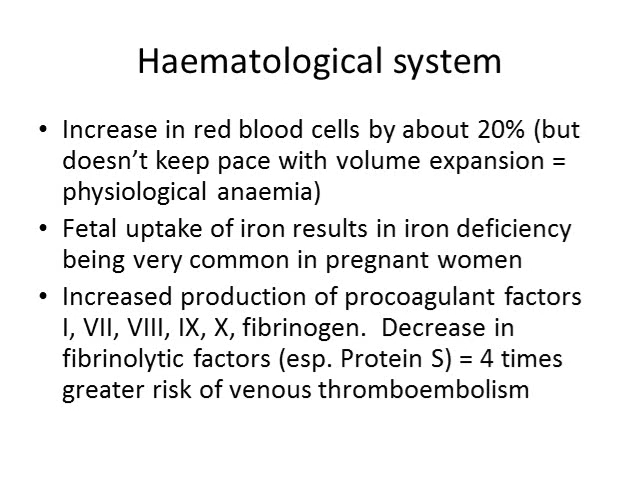 Haematological system
• Increase in red blood cells by about 20% (but
doesn't keep pace with volume expansion =
physiological anaemia)
• Fetal uptake of iron results in iron deficiency
being very common in pregnant women
• Increased production of procoagulant factors
I, VII, VIII, IX, X, fibrinogen.  Decrease in
fibrinolytic factors (esp. Protein S) = 4 times
greater risk of venous thromboembolism